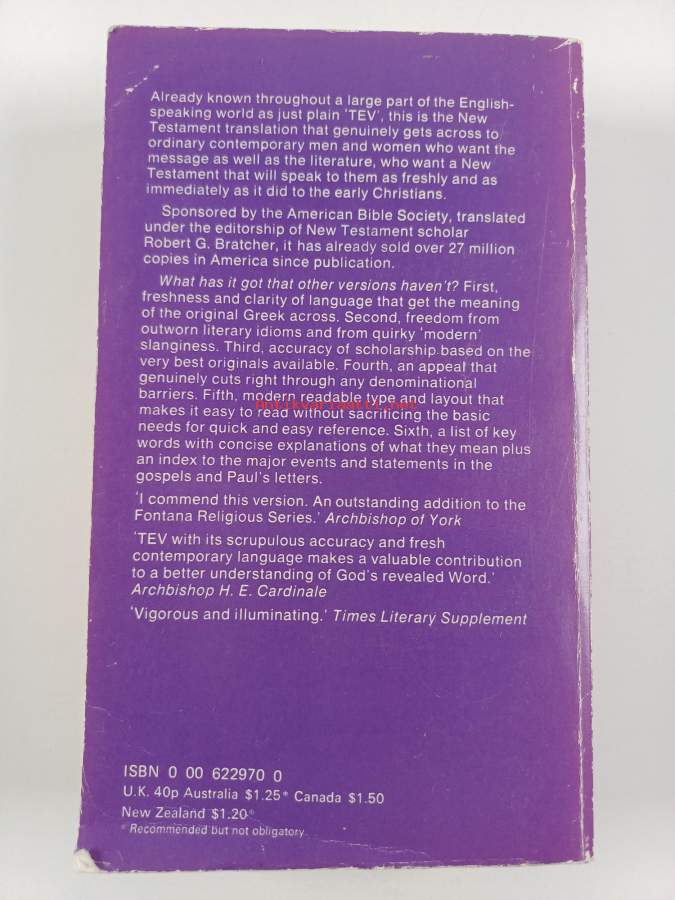 Already known throughout a large part of the English-
speaking world as just plain 'TEV', this is the New
Testament translation that genuinely gets across to
ordinary contemporary men and women who want the
message as well as the literature, who want a New
Testament that will speak to them as freshly and as
immediately as it did to the early Christians.
Sponsored by the American Bible Society, translated
under the editorship of New Testament scholar
Robert G. Bratcher, it has already sold over 27 million
copies in America since publication.
What has it got that other versions haven't? First,
freshness and clarity of language that get the meaning
of the original Greek across. Second, freedom from
outworn literary idioms and from quirky 'modern'
slanginess. Third, accuracy of scholarship based on the
very best originals available. Fourth, an appeal that
genuinely cuts right through any denominational
barriers. Fifth, modern readable type and layout that
Antikvariaatti.net
makes it easy to read without sacrificing the basic
needs for quick and easy reference. Sixth, a list of key
words with concise explanations of what they mean plus
an index to the major events and statements in the
gospels and Paul's letters.
'I commend this version. An outstanding addition to the
Fontana Religious Series.' Archbishop of York
'TEV with its scrupulous accuracy and fresh
contemporary language makes a valuable contribution
to a better understanding of God's revealed Word.'
Archbishop H. E. Cardinale
'Vigorous and illuminating.' Times Literary Supplement
ISBN 0 00 622970 0
U.K. 40p Australia $1.25* Canada $1.50
New Zealand $1.20*
* Recommended but not obligatory